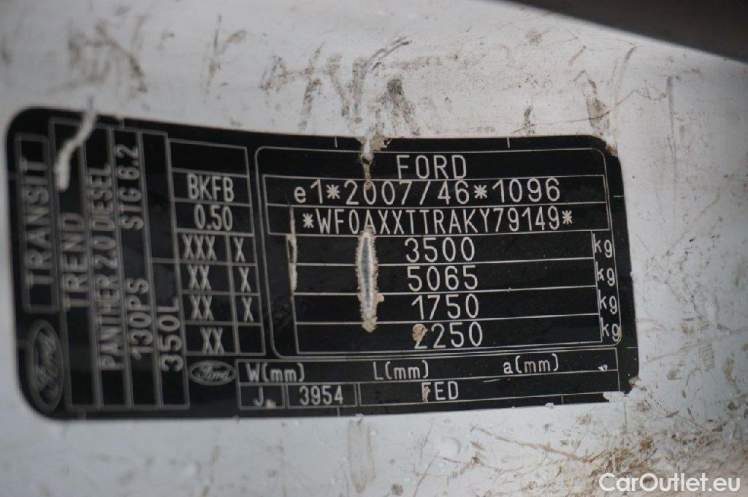 TRANSIT
TREND
PANTHER 2.0 DIESEL
STG 6.2
130PS
350L
Ford
BKFB
0.50
XXX X
XX X
XX X
XX
Ford
FORD
e1*2007/46*1096
*WF0AXXTTRAKY79149*
3500 kg
5065 kg
1750 kg
2250 kg
W(mm) L(mm) a(mm)
J 3954 FED
CarOutlet.eu